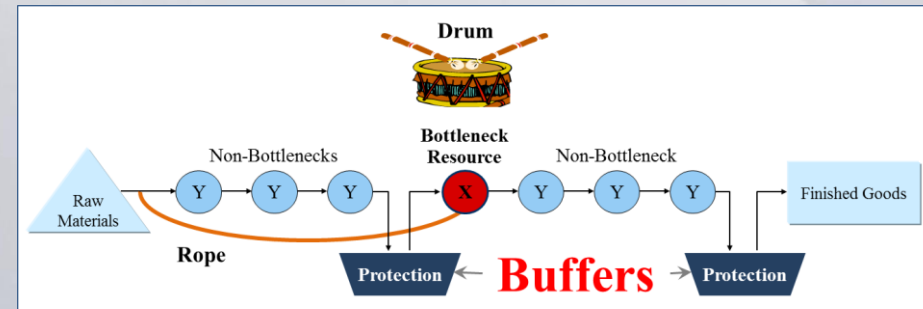 Drum
Bottleneck
Resource
Non-Bottlenecks
Non-Bottleneck
Raw
Materials
Y
Y
Y
X
Y
Y
Y
Finished Goods
Rope
Protection
Buffers
Protection